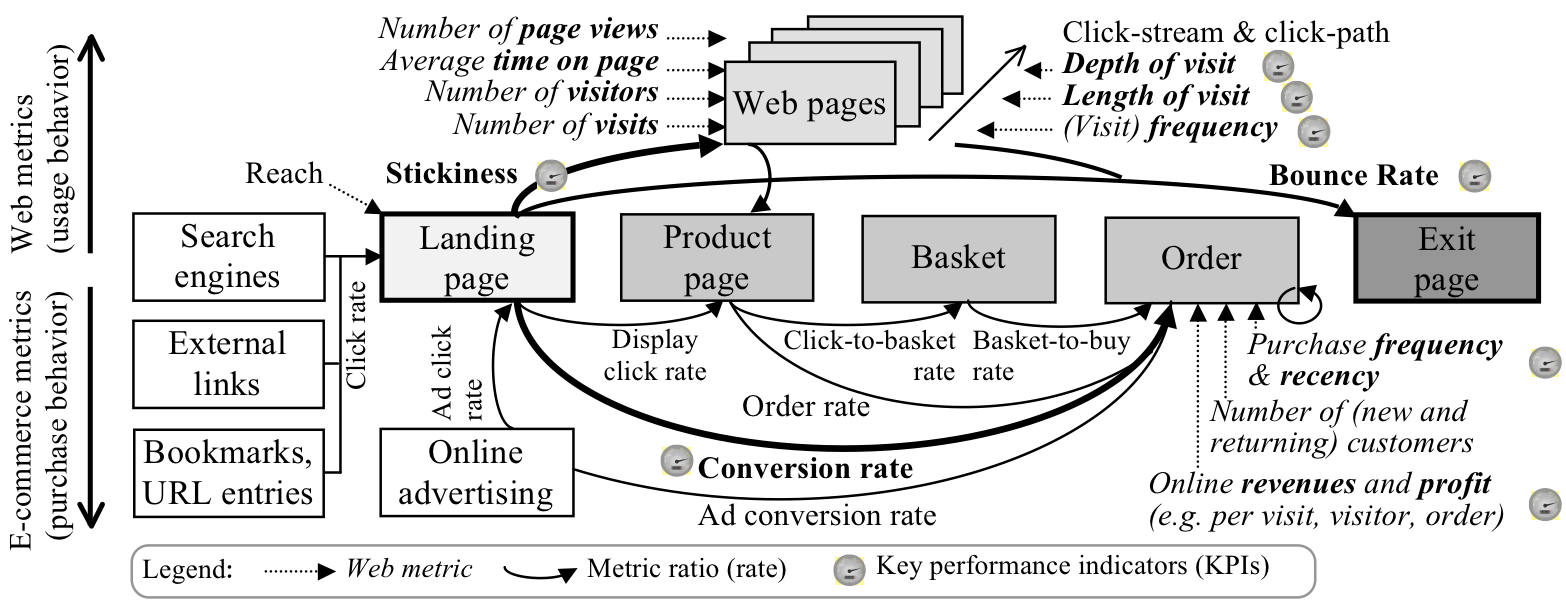 Web metrics
(usage behavior)
E-commerce metrics
(purchase behavior)
Number of page views
Average time on page
Number of visitors
Number of visits
Web pages
Click-stream & click-path
Depth of visit
Length of visit
(Visit) frequency
Reach
Stickiness
Bounce Rate
Search
engines
Landing
page
Product
page
Basket
Order
Exit
page
External
links
Bookmarks,
URL entries
Click rate
Ad click
rate
Online
advertising
Display
click rate
Click-to-basket
rate
Basket-to-buy
rate
Order rate
Conversion rate
Ad conversion rate
Purchase frequency
& recency
Number of (new and
returning) customers
Online revenues and profit
(e.g. per visit, visitor, order)
Legend:
Web metric
Metric ratio (rate)
Key performance indicators (KPIs)